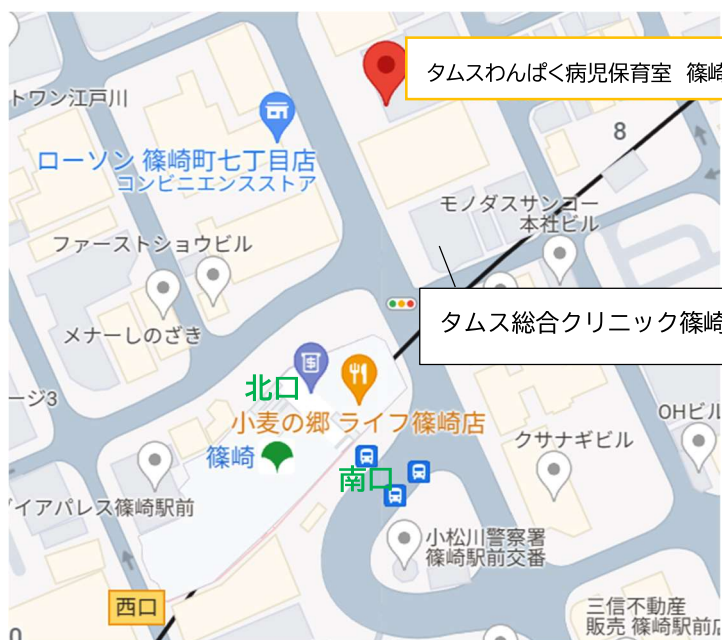 タムスわんぱく病児保育室　篠崎
トワン江戸川
8
ローソン 篠崎町七丁目店
コンビニエンスストア
モノダスサンゴー
本社ビル
ファーストショウビル
タムス総合クリニック篠崎
メナーしのざき
北口
ージ3
小麦の郷 ライフ篠崎店
OHビル
クサナギビル
篠崎
南口
イアパレス篠崎駅前
小松川警察署
篠崎駅前交番
西口
三信不動産
販売 篠崎駅前店